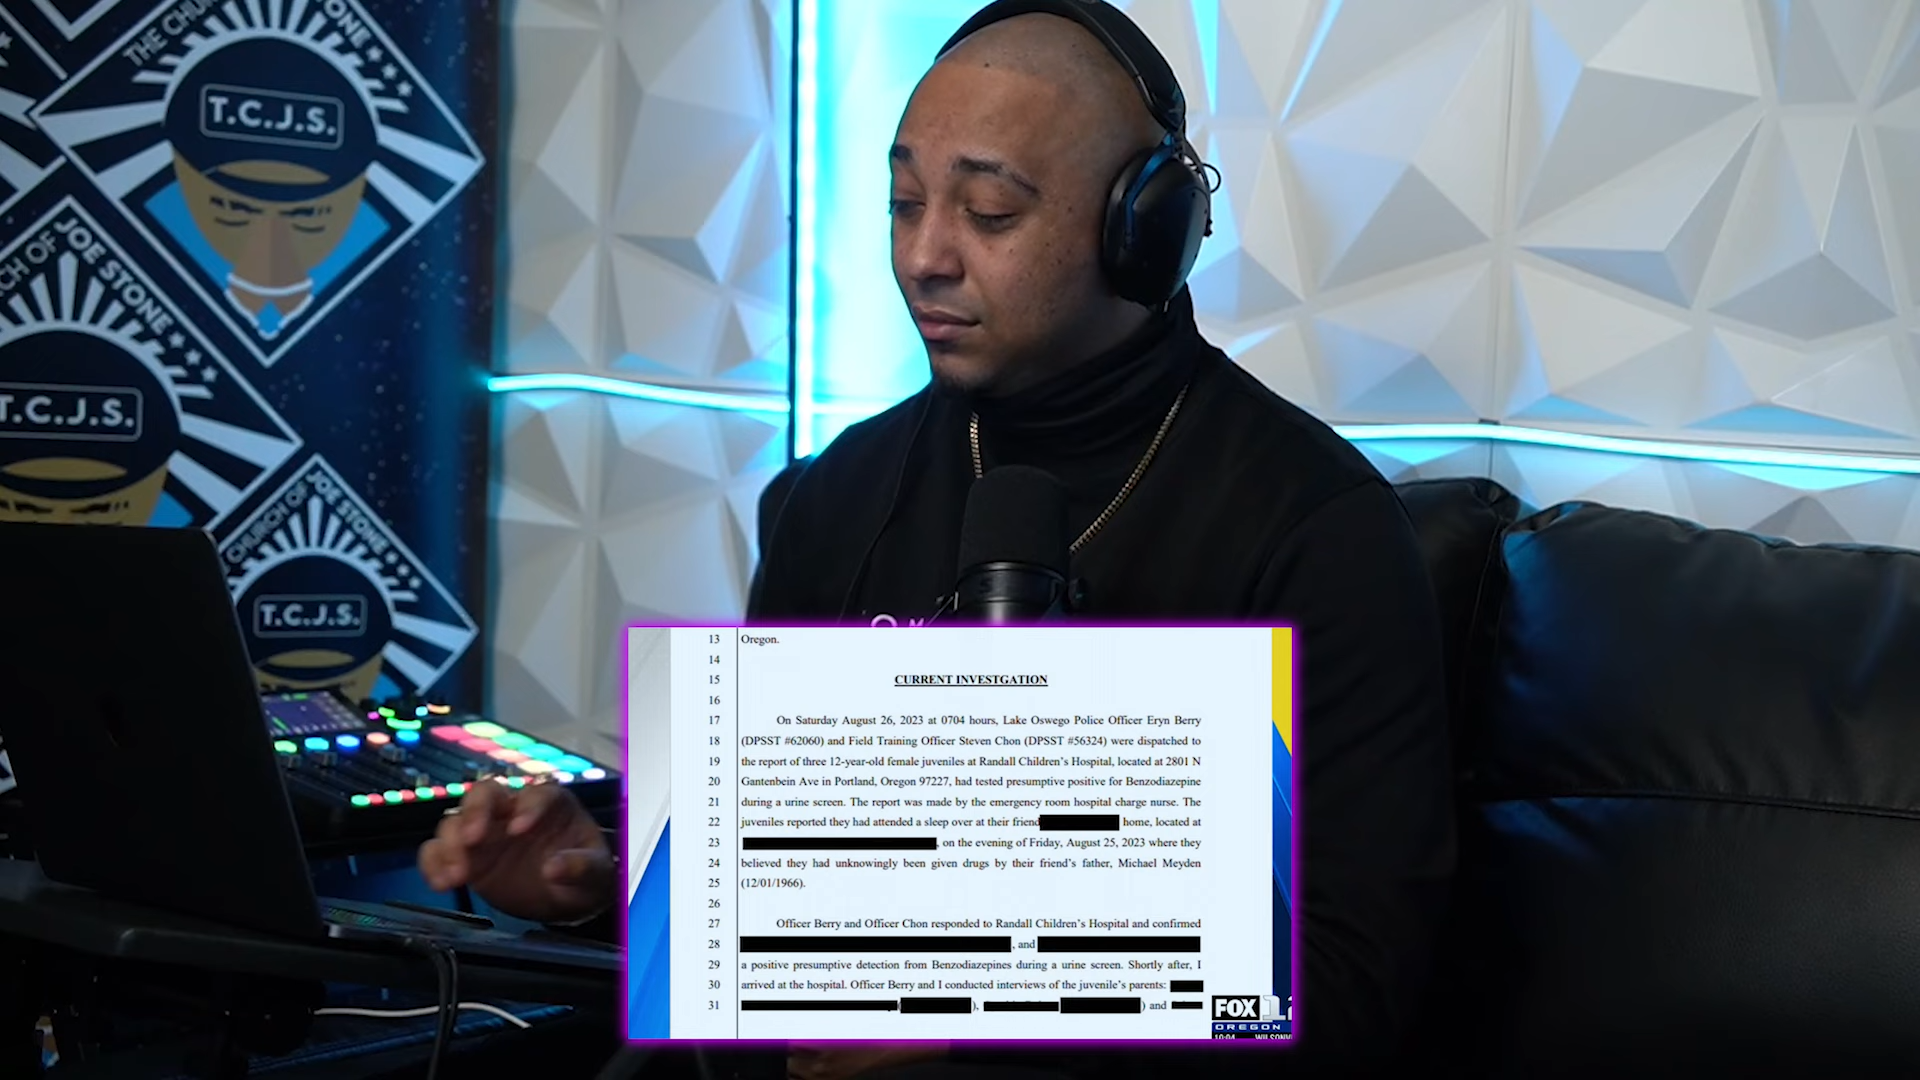 THE CHUR
STONE
T.C.J.S.
CH OF JOE STONE
T.C.J.S.
CHURCH OF JOE STONE
T.C.J.S.
13 Oregon.
14
15 CURRENT INVESTGATION
16
17 On Saturday August 26, 2023 at 0704 hours, Lake Oswego Police Officer Eryn Berry
18 (DPSST #62060) and Field Training Officer Steven Chon (DPSST #56324) were dispatched to
19 the report of three 12-year-old female juveniles at Randall Children's Hospital, located at 2801 N
20 Gantenbein Ave in Portland, Oregon 97227, had tested presumptive positive for Benzodiazepine
21 during a urine screen. The report was made by the emergency room hospital charge nurse. The
22 juveniles reported they had attended a sleep over at their friend home, located at
23 , on the evening of Friday, August 25, 2023 where they
24 believed they had unknowingly been given drugs by their friend's father, Michael Meyden
25 (12/01/1966).
26
27 Officer Berry and Officer Chon responded to Randall Children's Hospital and confirmed
28 , and
29 a positive presumptive detection from Benzodiazepines during a urine screen. Shortly after, I
30 arrived at the hospital. Officer Berry and I conducted interviews of the juvenile's parents:
31 ( ), ) and
FOX 12
OREGON
10:04 WILSONV